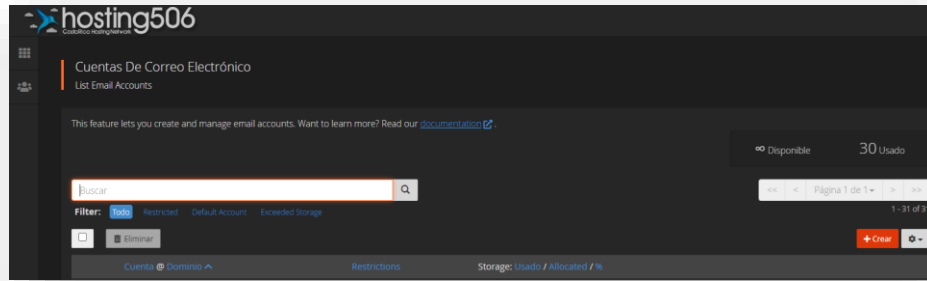 hosting506
CostaRica HostingNetwork
Cuentas De Correo Electrónico
List Email Accounts
This feature lets you create and manage email accounts. Want to learn more? Read our documentation .
∞ Disponible 30 Usado
Buscar
<< < Página 1 de 1 > >>
Filter: Todo Restricted Default Account Exceeded Storage
1 - 31 of 3
Eliminar + Crear
Cuenta @ Dominio Restrictions Storage: Usado / Allocated / %